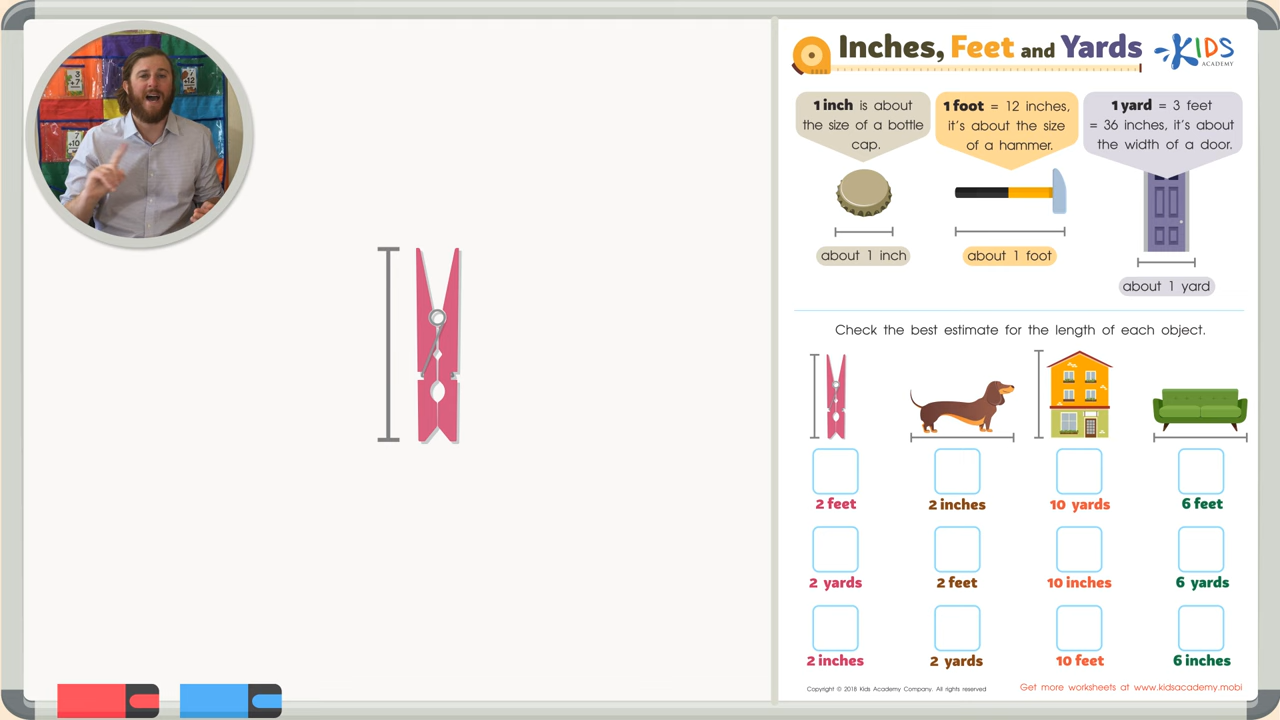 Inches, Feet and Yards
KIDS
ACADEMY
1 inch is about
the size of a bottle
cap.
1 foot = 12 inches,
it's about the size
of a hammer.
1 yard = 3 feet
= 36 inches, it's about
the width of a door.
about 1 inch
about 1 foot
about 1 yard
Check the best estimate for the length of each object.
2 feet
2 inches
10 yards
6 feet
2 yards
2 feet
10 inches
6 yards
2 inches
2 yards
10 feet
6 inches
Copyright © 2018 Kids Academy Company. All rights reserved
Get more worksheets at www.kidsacademy.mobi